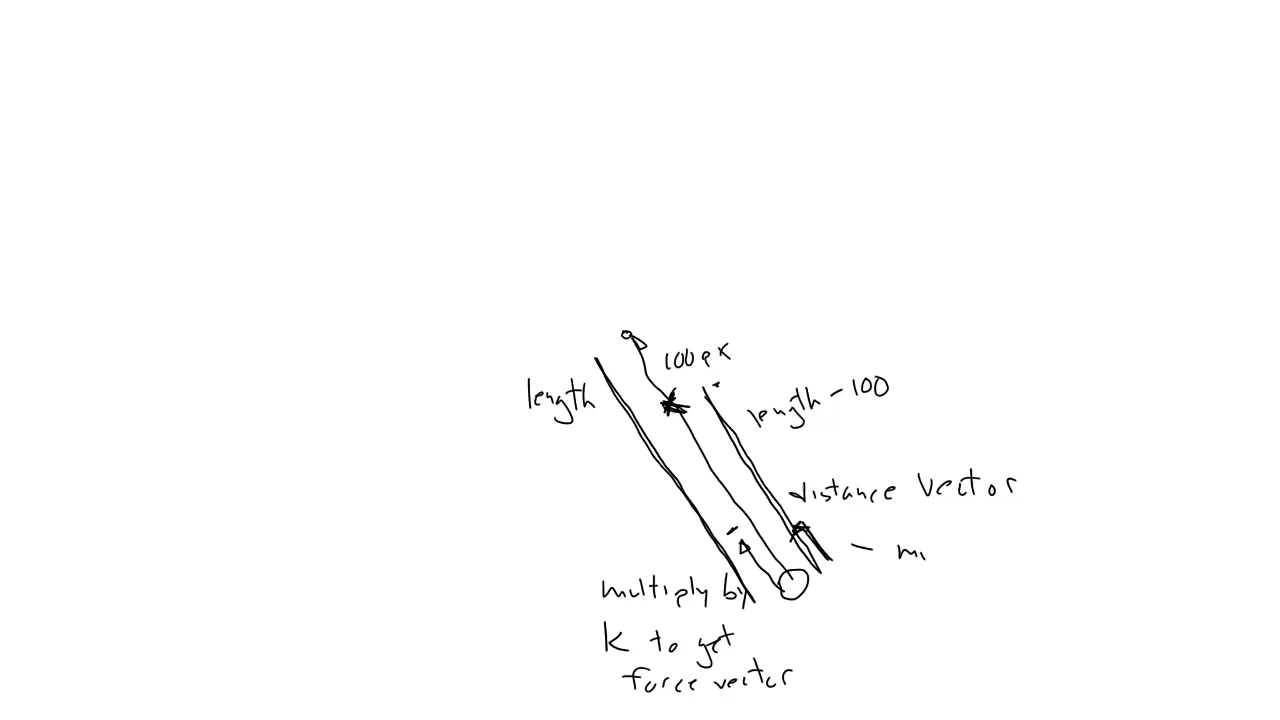 100px
length
length - 100
distance vector
- m
multiply by
K to get
force vector